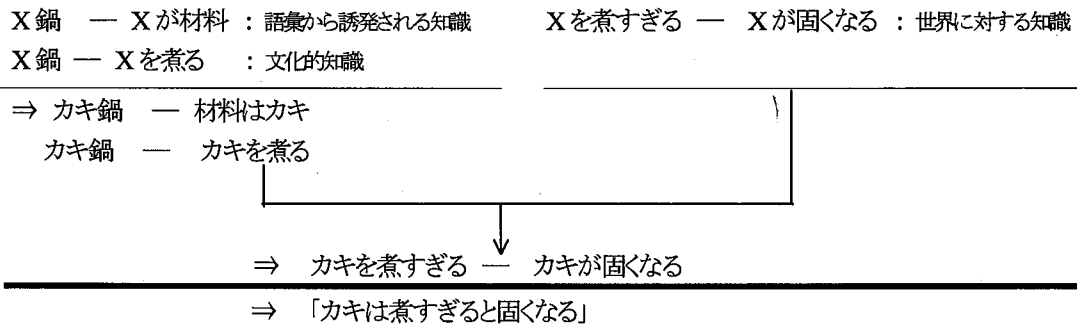 X鍋 ― Xが材料 : 語彙から誘発される知識 Xを煮すぎる ― Xが固くなる : 世界に対する知識
X鍋 ― Xを煮る : 文化的知識
⇒ カキ鍋 ― 材料はカキ
カキ鍋 ― カキを煮る
⇒ カキを煮すぎる ― カキが固くなる
⇒ 「カキは煮すぎると固くなる」